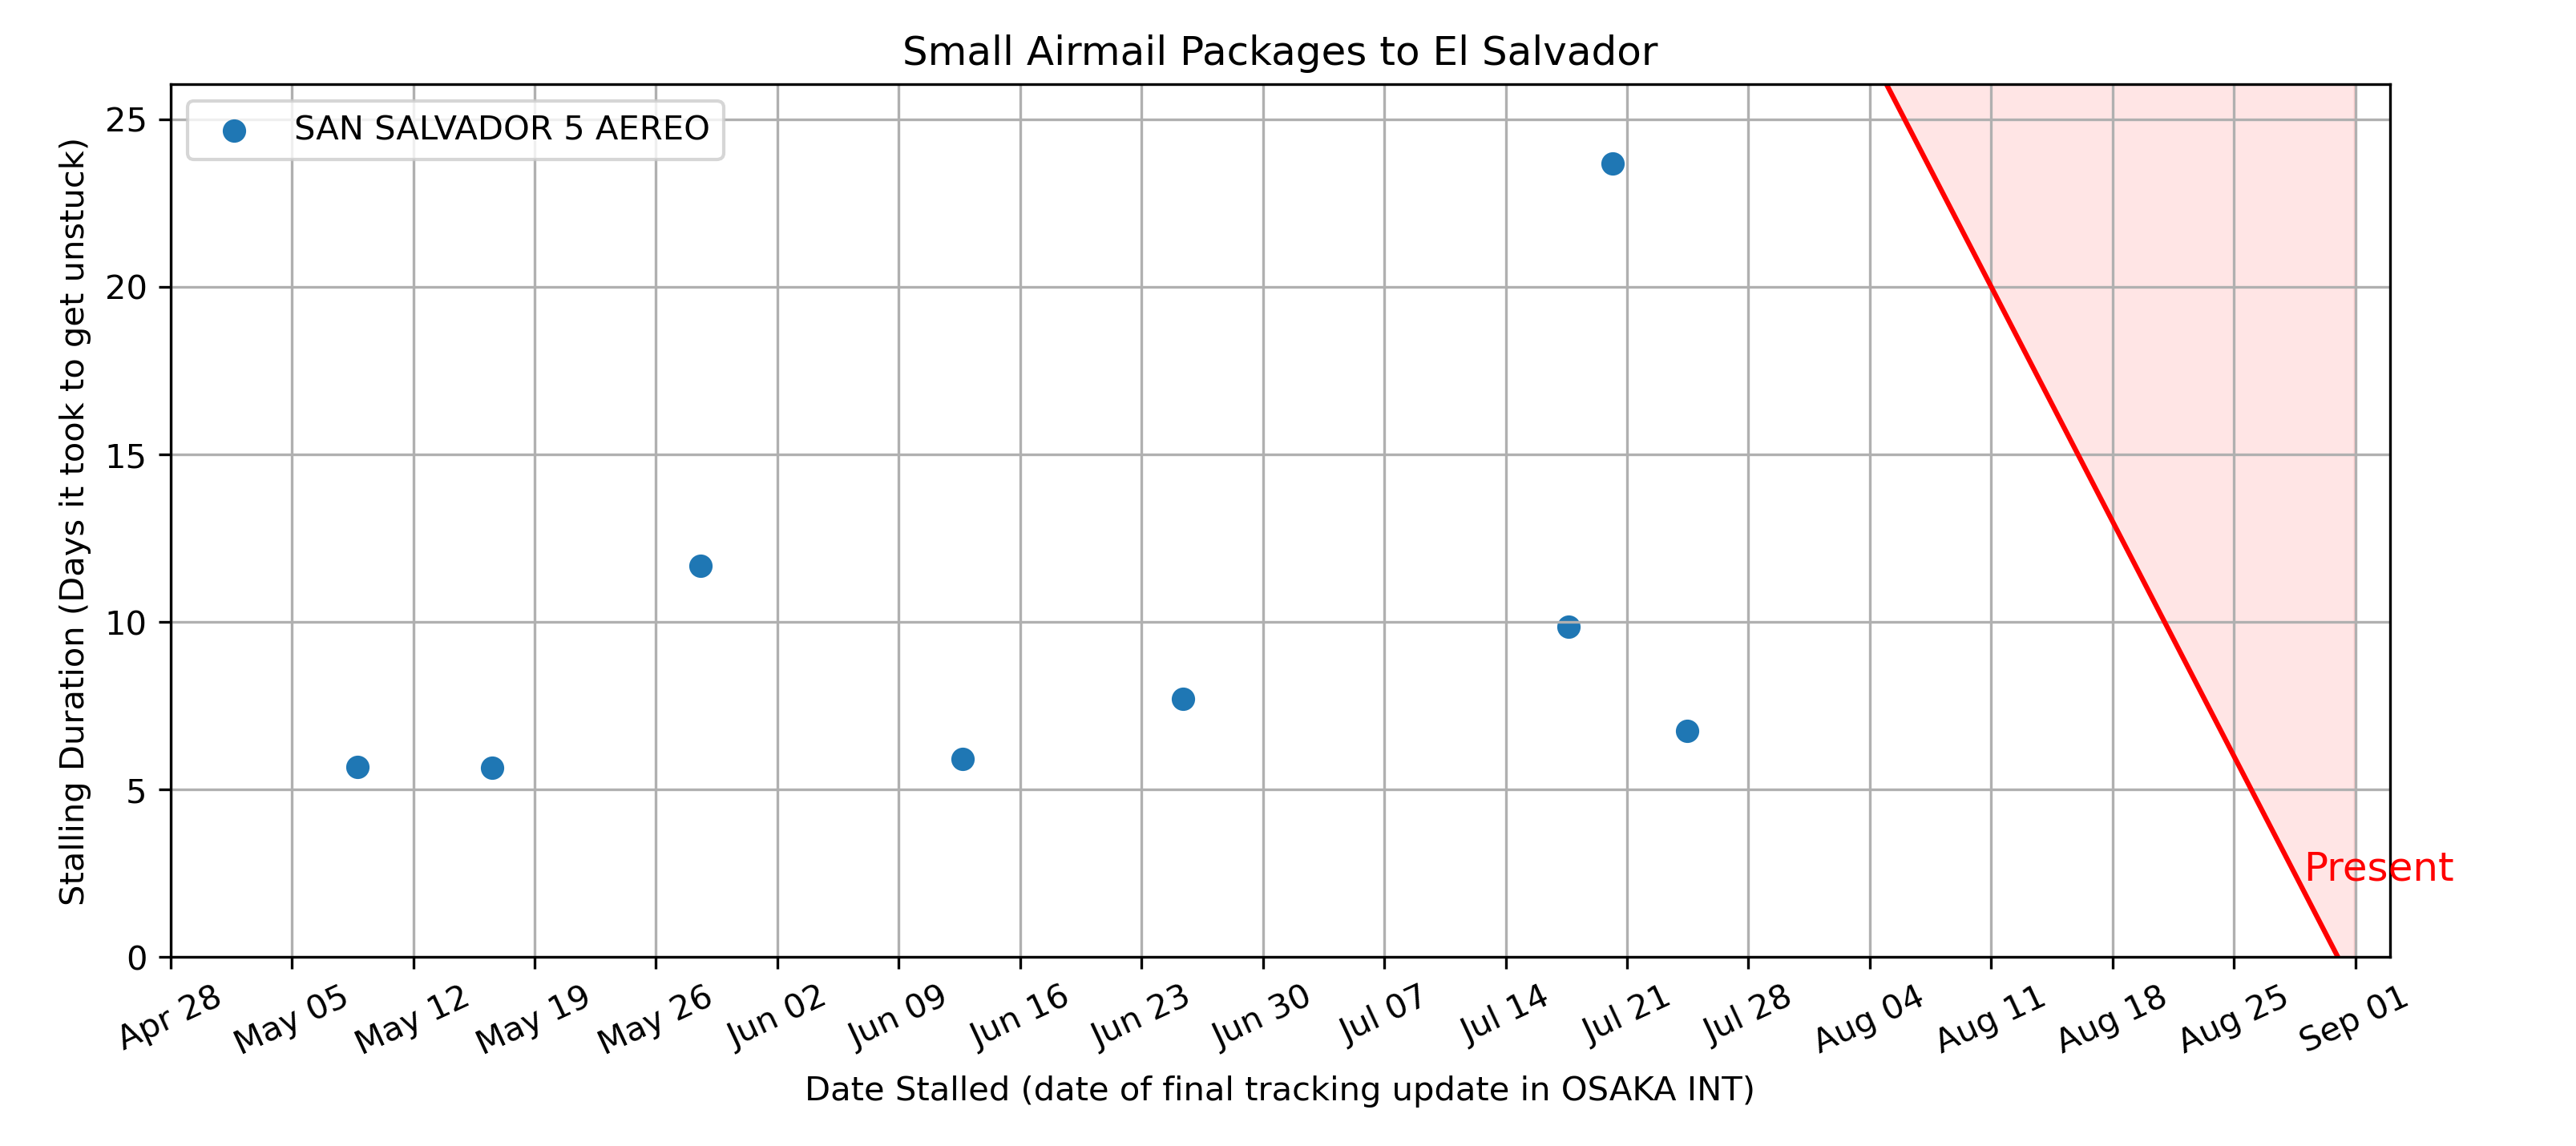 Small Airmail Packages to El Salvador
SAN SALVADOR 5 AEREO
Stalling Duration (Days it took to get unstuck)
25
20
15
10
5
0
Present
Apr 28
May 05
May 12
May 19
May 26
Jun 02
Jun 09
Jun 16
Jun 23
Jun 30
Jul 07
Jul 14
Jul 21
Jul 28
Aug 04
Aug 11
Aug 18
Aug 25
Sep 01
Date Stalled (date of final tracking update in OSAKA INT)